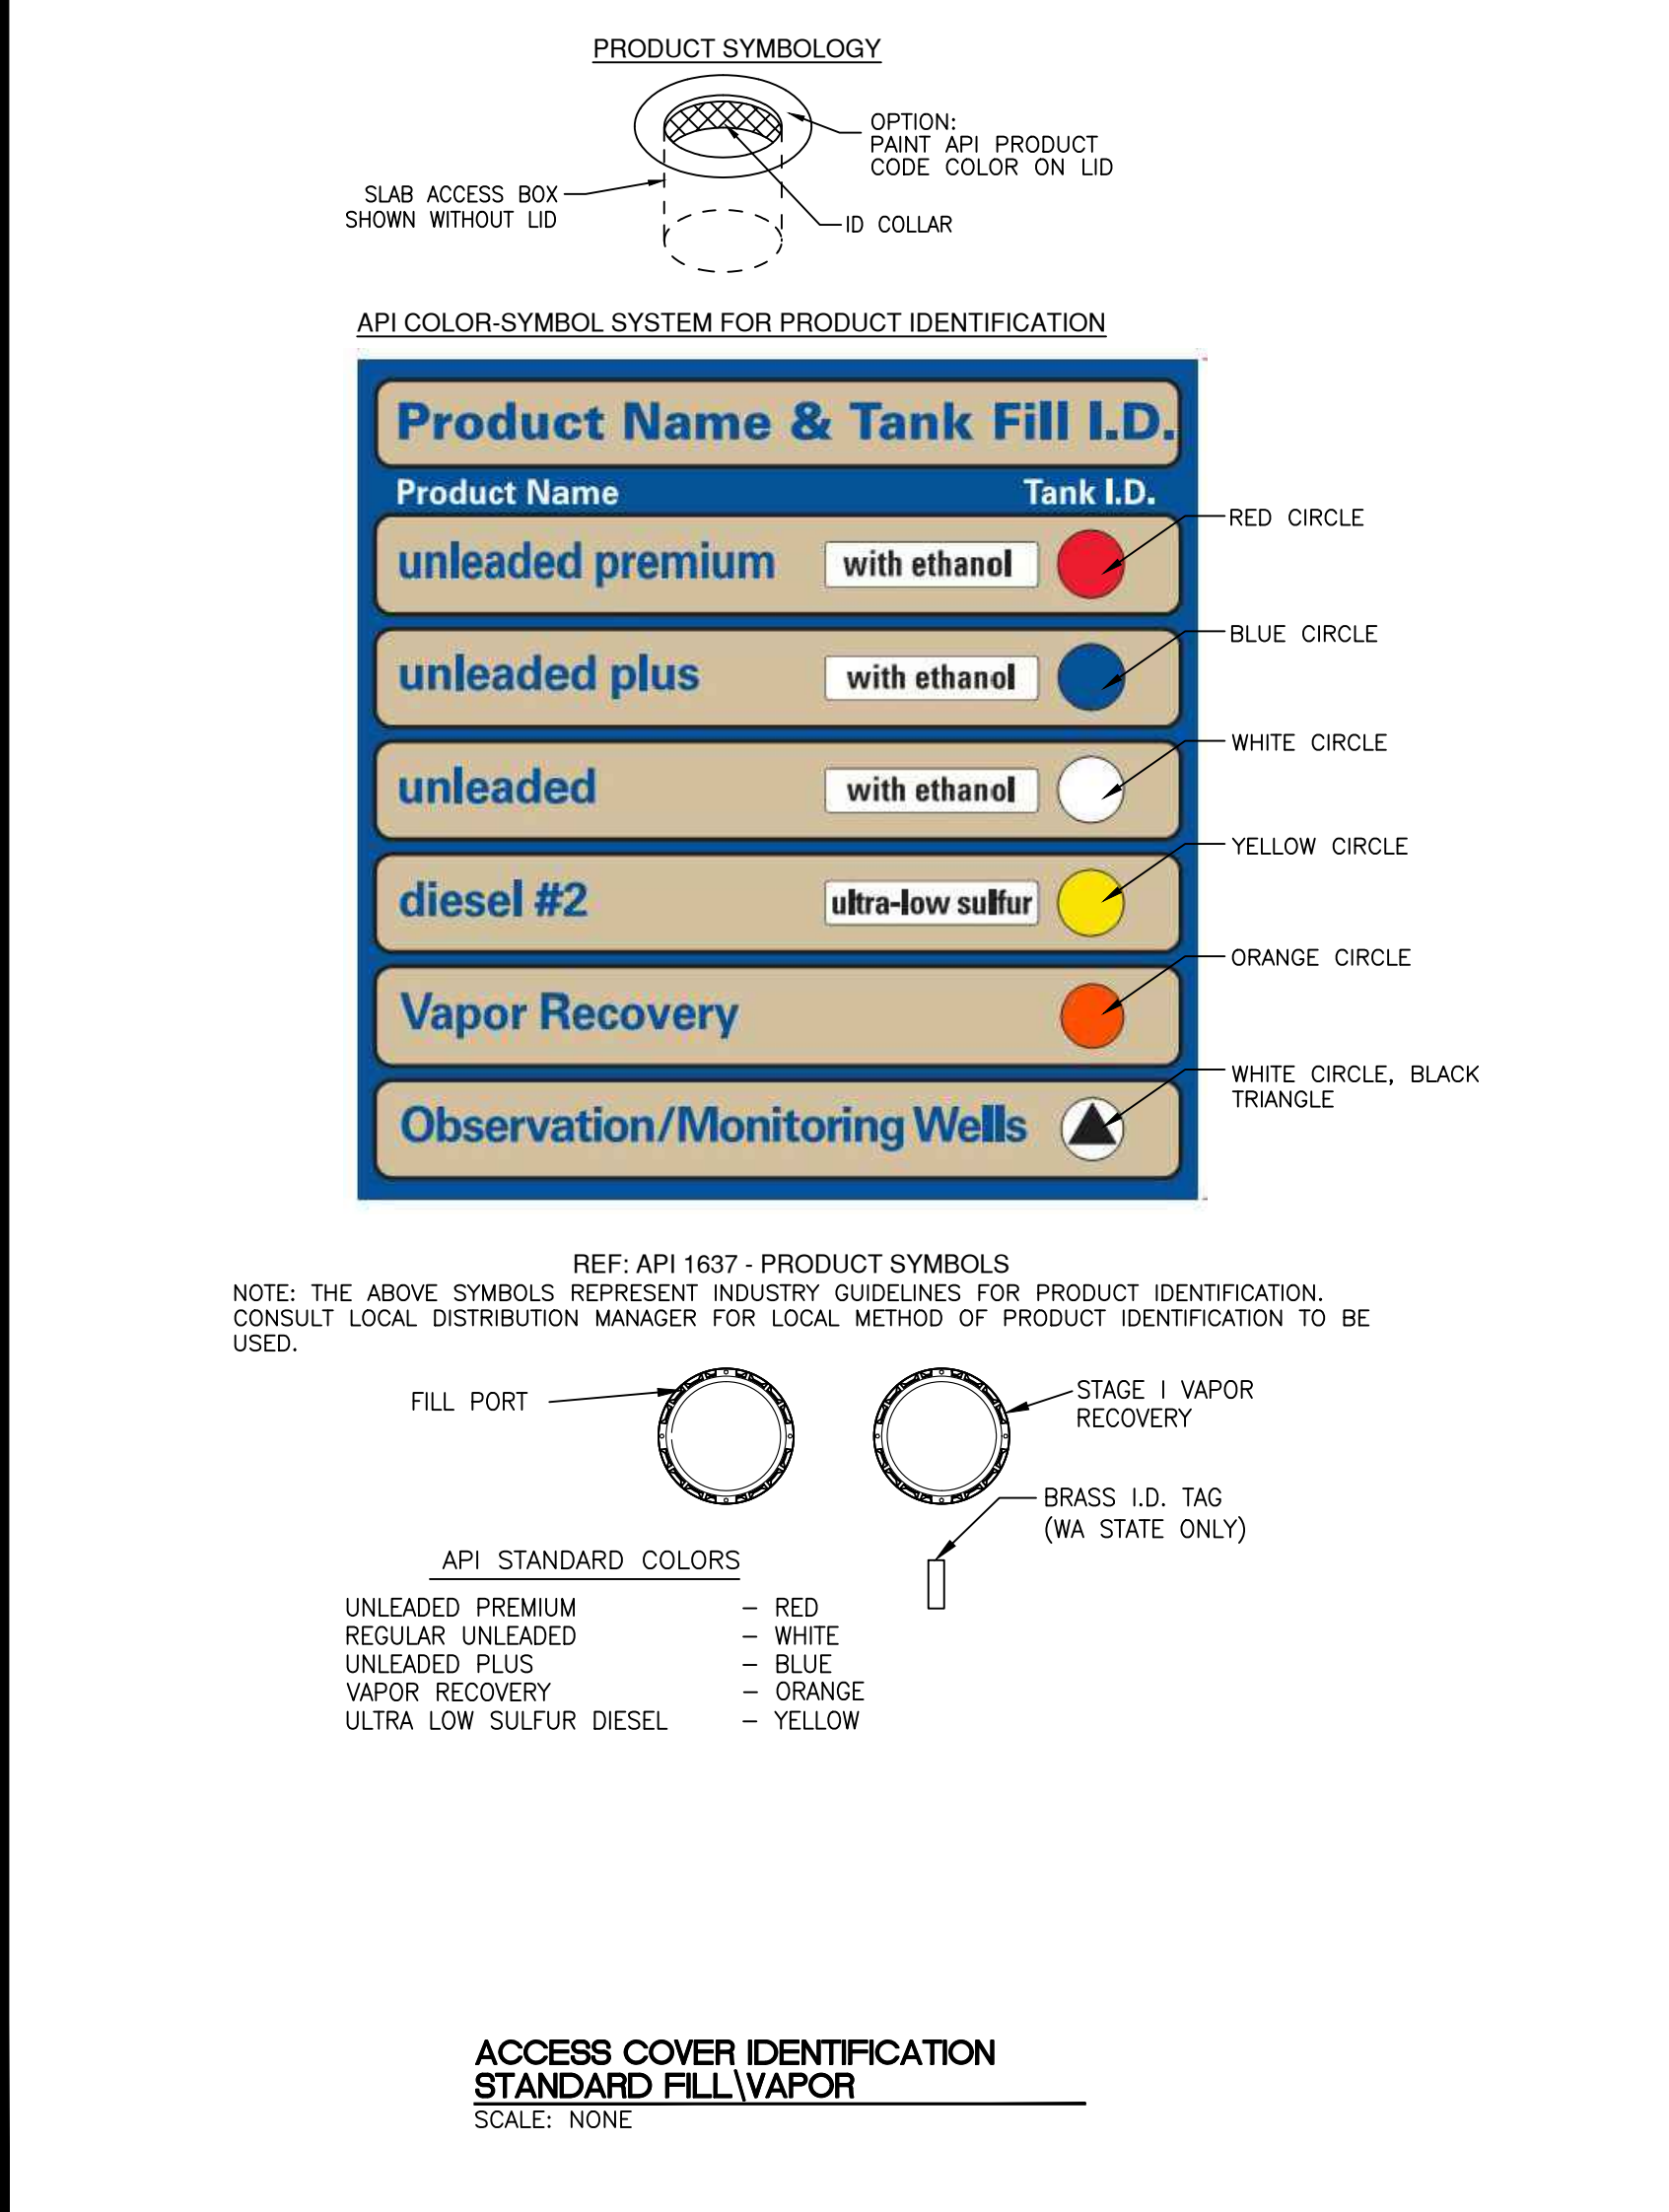 PRODUCT SYMBOLOGY
OPTION:
PAINT API PRODUCT
CODE COLOR ON LID
SLAB ACCESS BOX
SHOWN WITHOUT LID
ID COLLAR
API COLOR-SYMBOL SYSTEM FOR PRODUCT IDENTIFICATION
Product Name & Tank Fill I.D.
Product Name Tank I.D.
RED CIRCLE
unleaded premium with ethanol
BLUE CIRCLE
unleaded plus with ethanol
WHITE CIRCLE
unleaded with ethanol
YELLOW CIRCLE
diesel #2 ultra-low sulfur
ORANGE CIRCLE
Vapor Recovery
WHITE CIRCLE, BLACK
TRIANGLE
Observation/Monitoring Wells
REF: API 1637 - PRODUCT SYMBOLS
NOTE: THE ABOVE SYMBOLS REPRESENT INDUSTRY GUIDELINES FOR PRODUCT IDENTIFICATION.
CONSULT LOCAL DISTRIBUTION MANAGER FOR LOCAL METHOD OF PRODUCT IDENTIFICATION TO BE
USED.
FILL PORT
STAGE I VAPOR
RECOVERY
BRASS I.D. TAG
(WA STATE ONLY)
API STANDARD COLORS
UNLEADED PREMIUM – RED
REGULAR UNLEADED – WHITE
UNLEADED PLUS – BLUE
VAPOR RECOVERY – ORANGE
ULTRA LOW SULFUR DIESEL – YELLOW
ACCESS COVER IDENTIFICATION
STANDARD FILL\VAPOR
SCALE: NONE